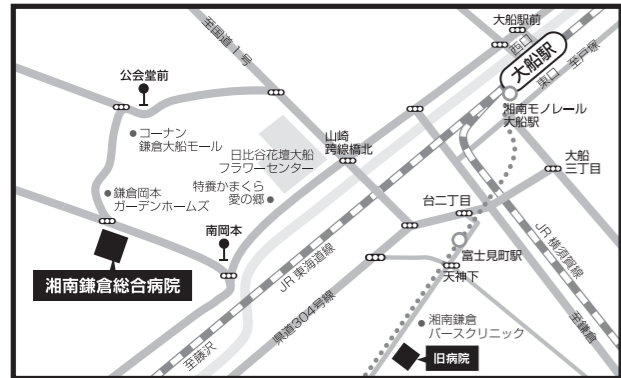 大船駅前
西口
大船駅
東口
至戸塚
至国道1号
公会堂前
湘南モノレール
大船駅
コーナン
鎌倉大船モール
山崎
跨線橋北
日比谷花壇大船
フラワーセンター
大船
三丁目
特養かまくら
愛の郷
鎌倉岡本
ガーデンホームズ
台二丁目
南岡本
JR東海道線
JR横須賀線
富士見町駅
天神下
湘南鎌倉総合病院
県道304号線
至鎌倉
湘南鎌倉
バースクリニック
至藤沢
旧病院